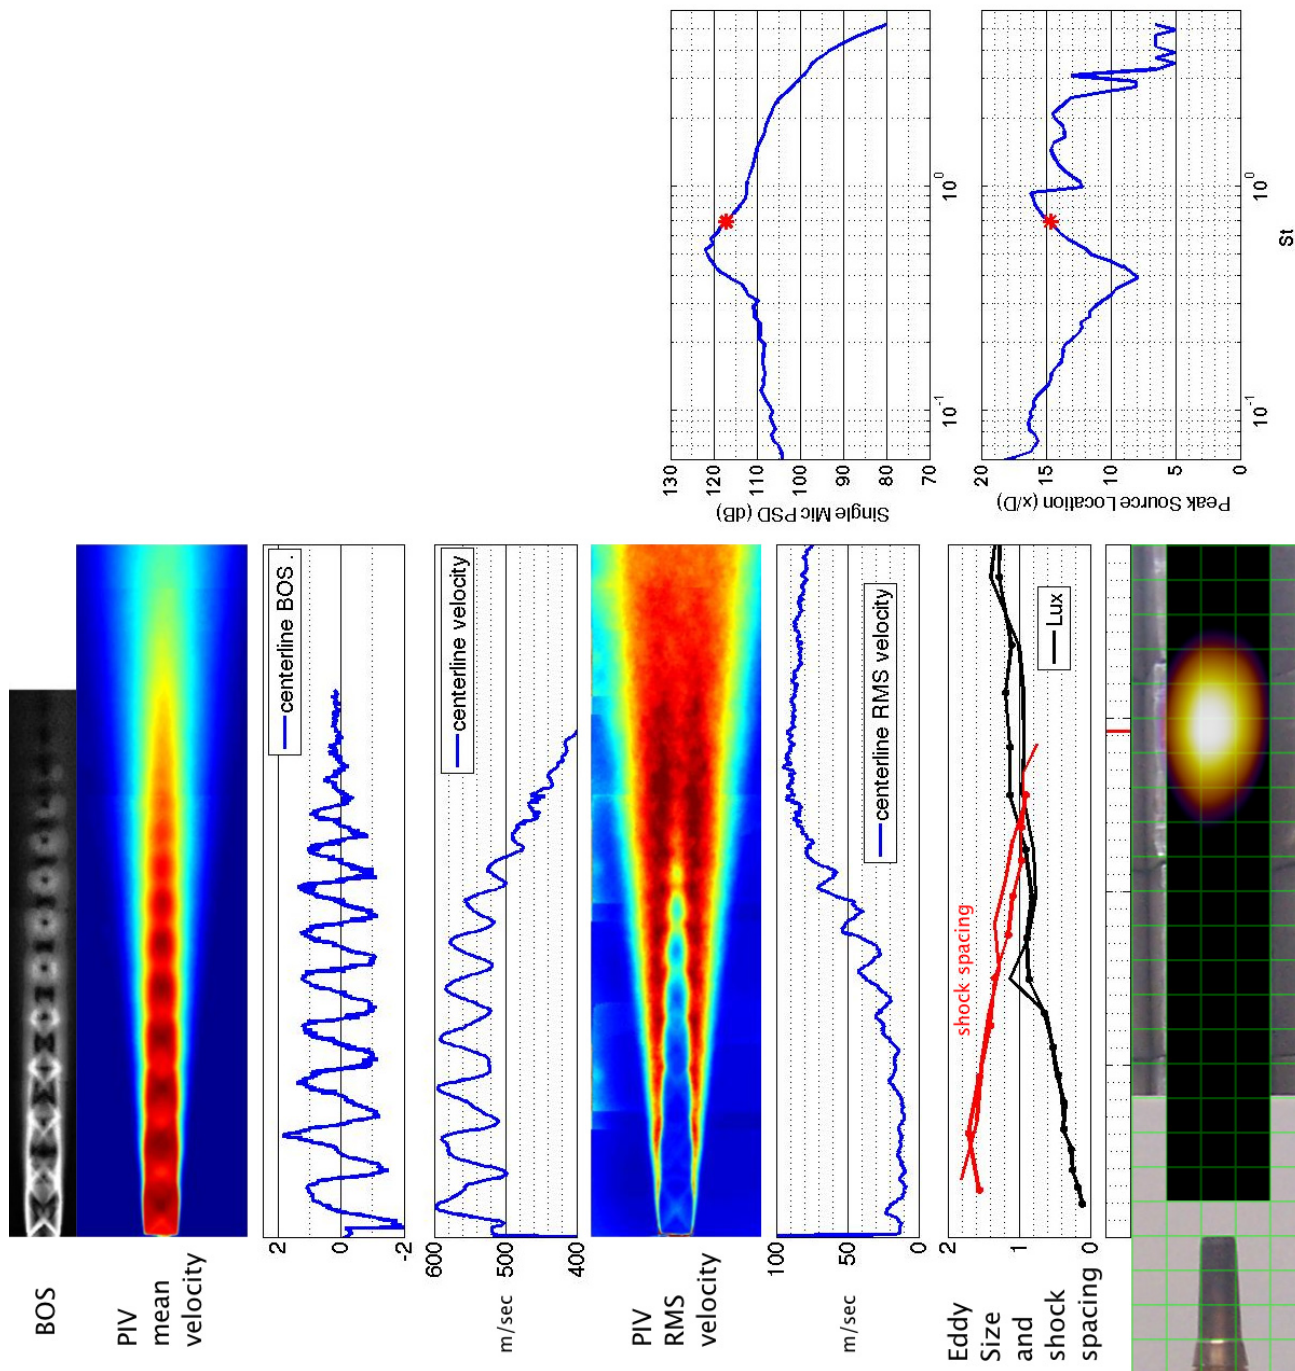 BOS
PIV
mean
velocity
centerline BOS.
2
0
-2
centerline velocity
600
500
400
m/sec
PIV
RMS
velocity
centerline RMS velocity
100
50
0
m/sec
Eddy
Size
and
shock
spacing
2
1
0
shock spacing
Lux
130
120
110
100
90
80
70
Single Mic PSD (dB)
10-1
100
20
15
10
5
0
Peak Source Location (x/D)
10-1
100
St